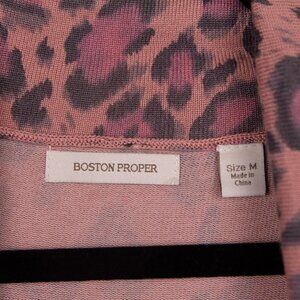 BOSTON PROPER
Size M
Made in
China